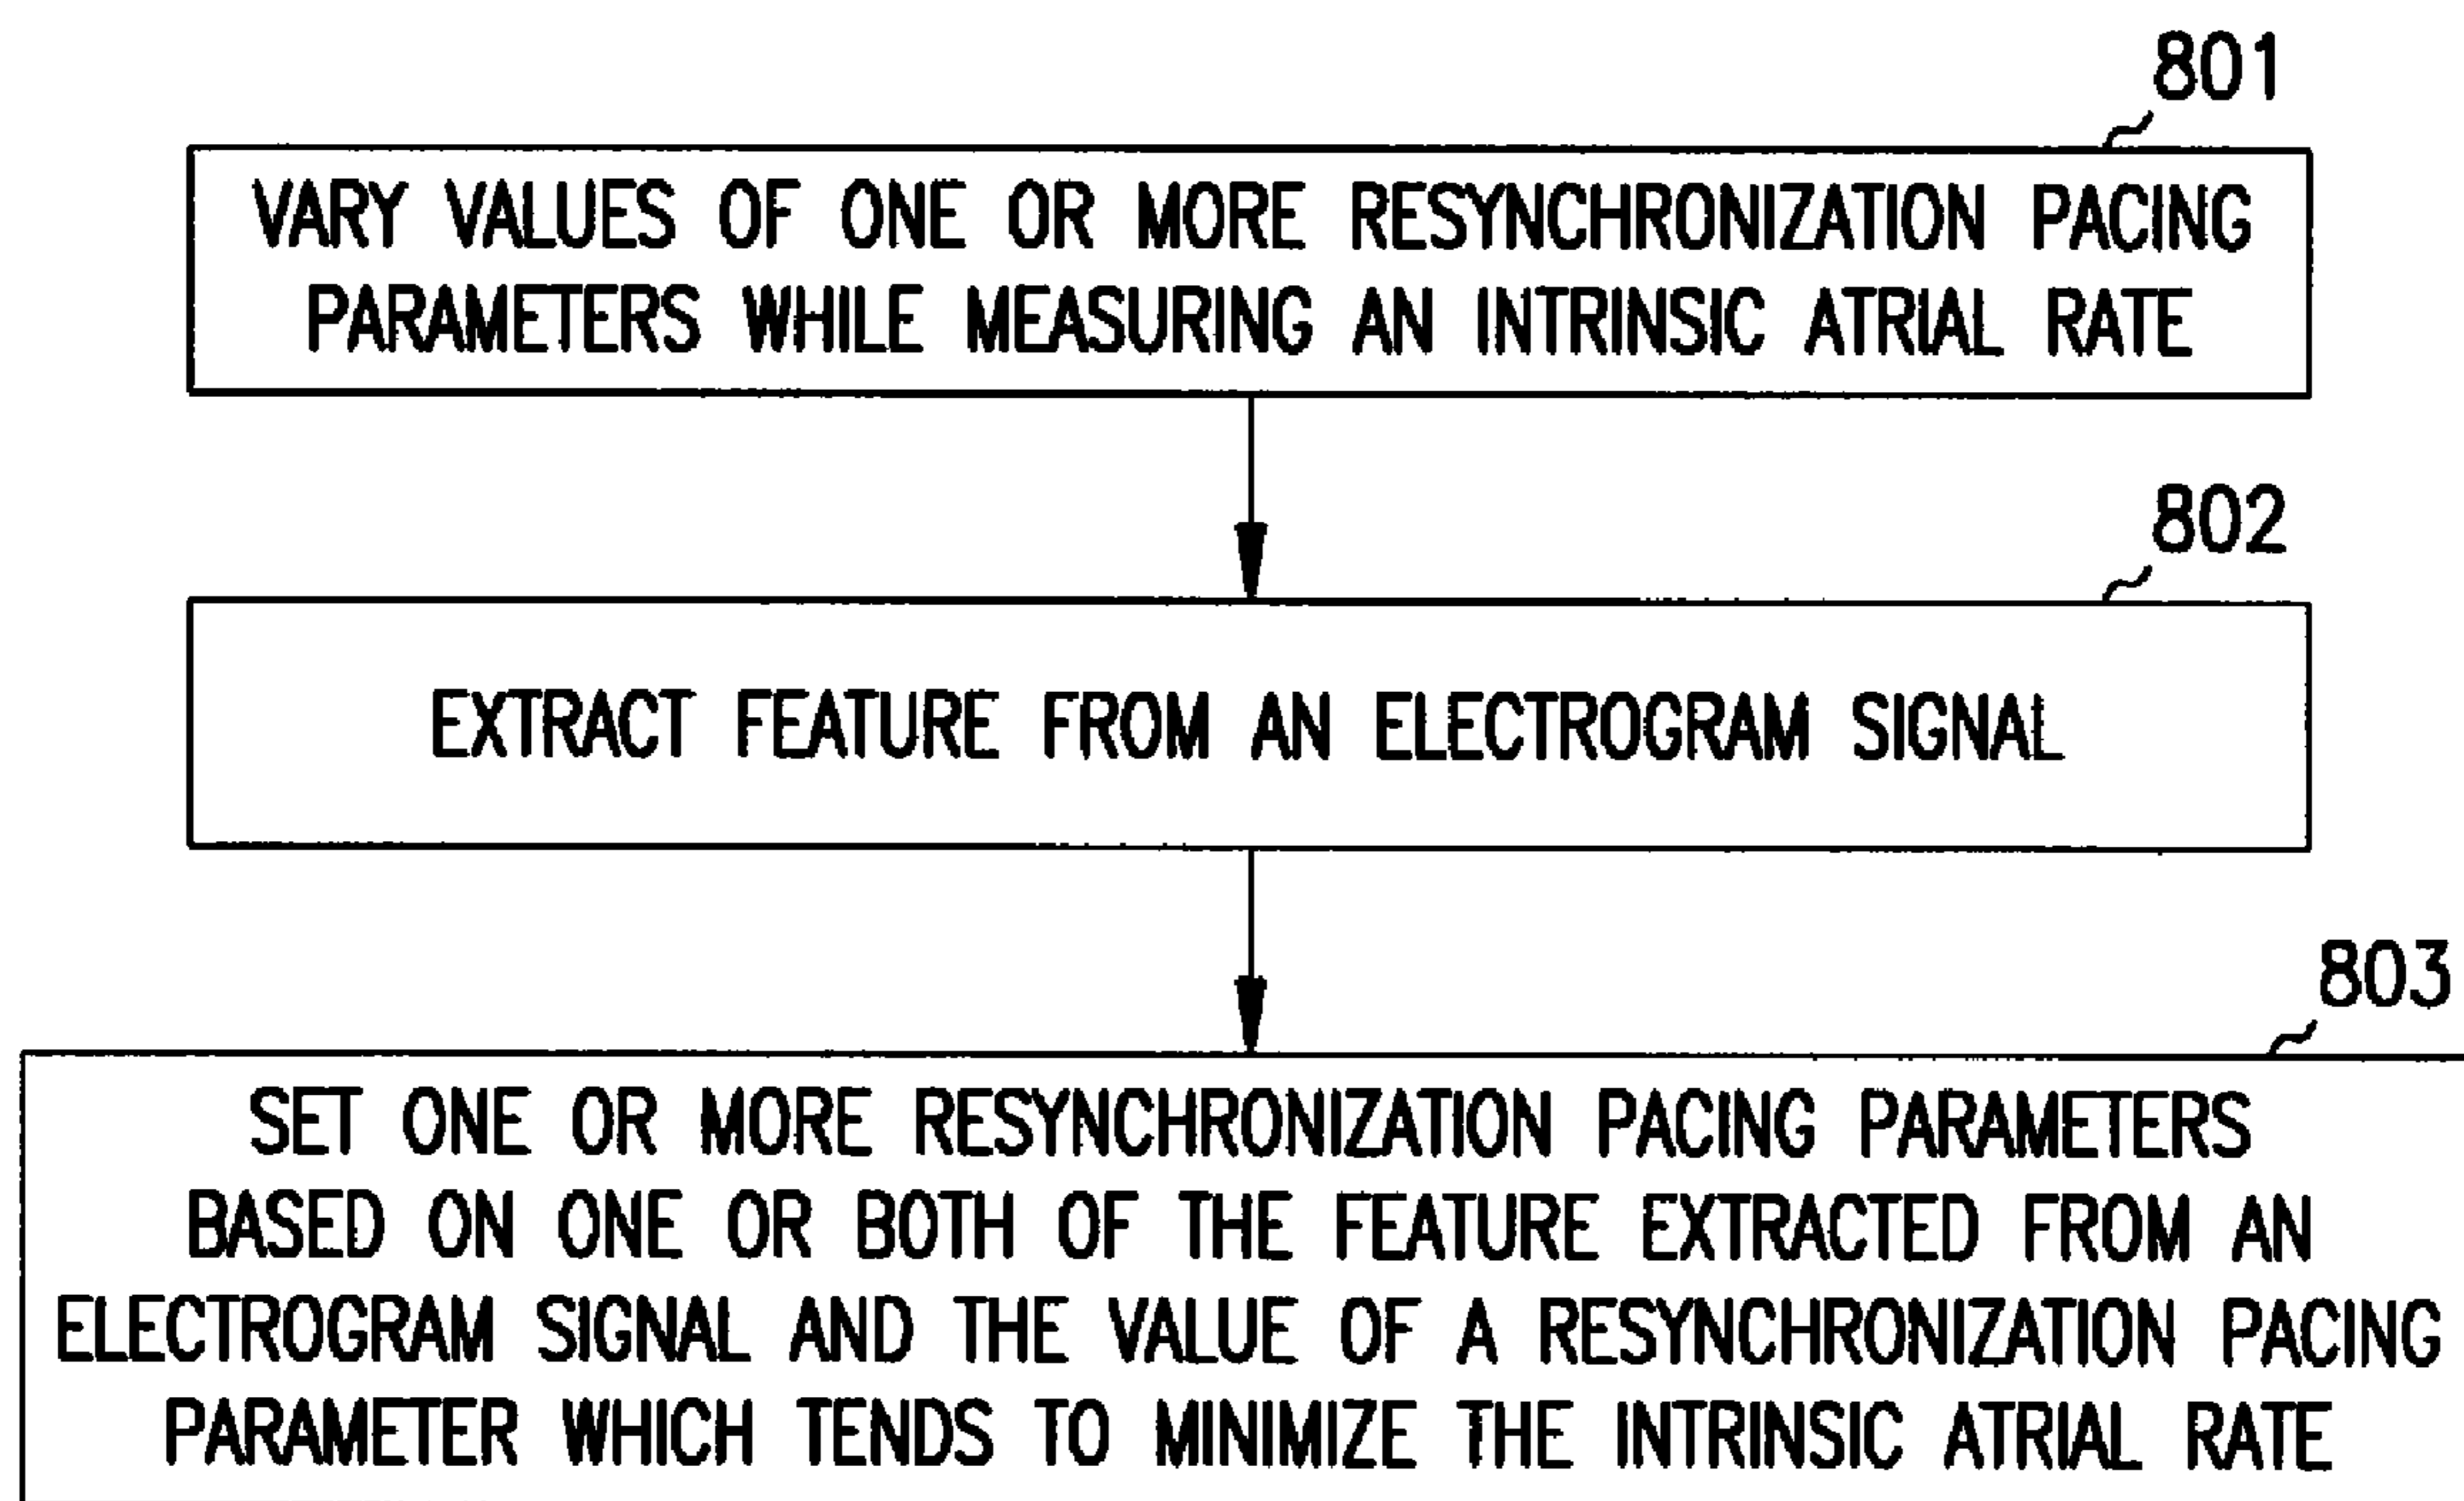 801
VARY VALUES OF ONE OR MORE RESYNCHRONIZATION PACING
PARAMETERS WHILE MEASURING AN INTRINSIC ATRIAL RATE
802
EXTRACT FEATURE FROM AN ELECTROGRAM SIGNAL
803
SET ONE OR MORE RESYNCHRONIZATION PACING PARAMETERS
BASED ON ONE OR BOTH OF THE FEATURE EXTRACTED FROM AN
ELECTROGRAM SIGNAL AND THE VALUE OF A RESYNCHRONIZATION PACING
PARAMETER WHICH TENDS TO MINIMIZE THE INTRINSIC ATRIAL RATE